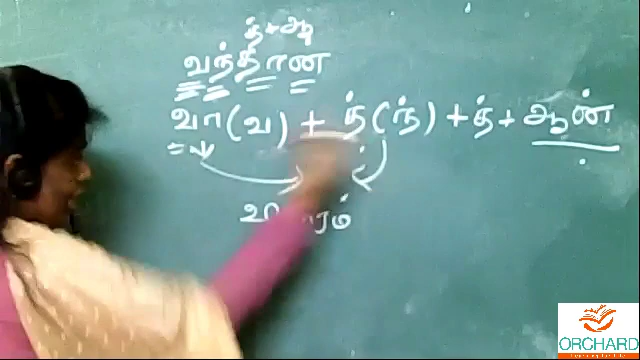 த்+ஆ
வந்தான்
வா(வ) + த்(ந்) + த் + ஆன்
ORCHARD